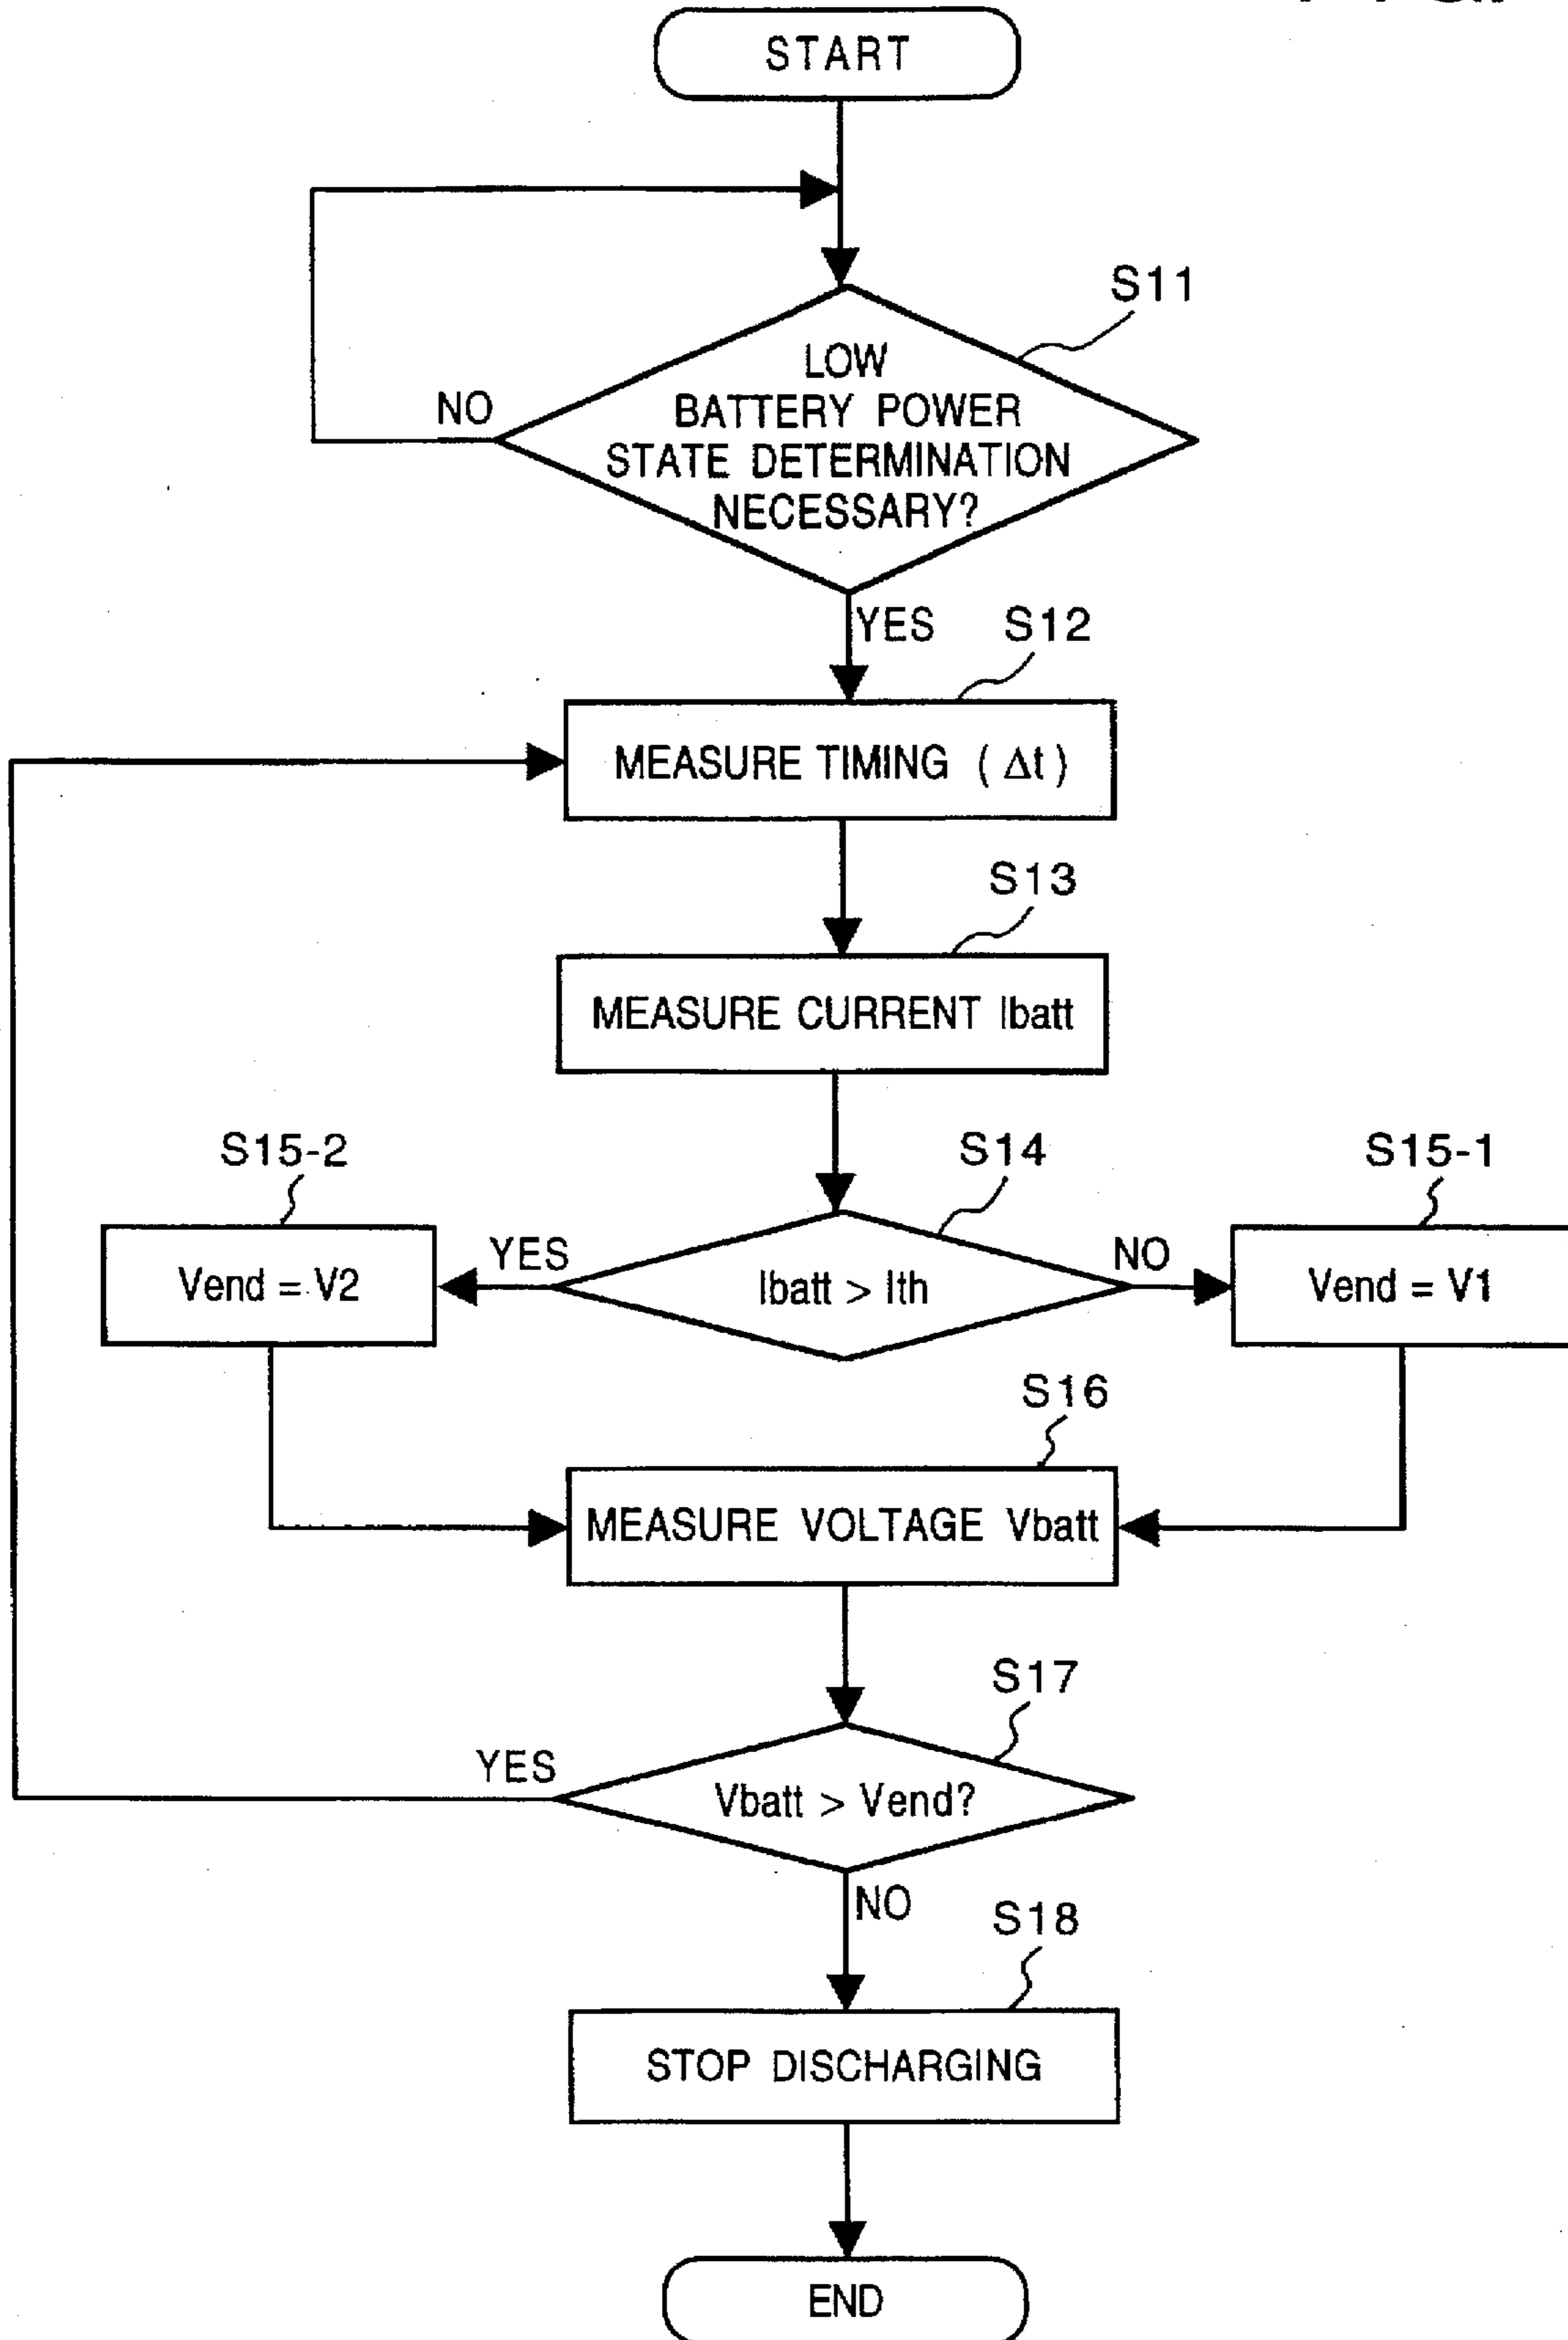 START
S11
LOW
BATTERY POWER
STATE DETERMINATION
NECESSARY?
NO
YES
S12
MEASURE TIMING ( Δt )
S13
MEASURE CURRENT Ibatt
S15-2
S14
S15-1
Vend = V2
YES
Ibatt > Ith
NO
Vend = V1
S16
MEASURE VOLTAGE Vbatt
S17
YES
Vbatt > Vend?
NO
S18
STOP DISCHARGING
END